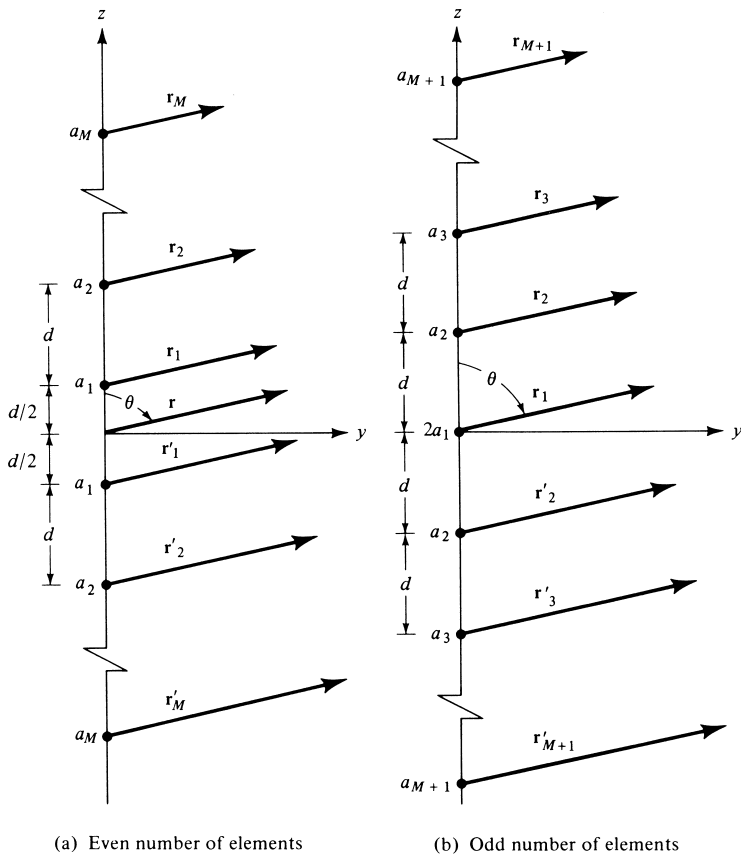 z
r_M
a_M
r_2
a_2
d
r_1
a_1
d/2
θ
r
y
d/2
r'_1
a_1
d
r'_2
a_2
r'_M
a_M
(a) Even number of elements
z
r_{M+1}
a_{M+1}
r_3
a_3
d
r_2
a_2
d
θ
r_1
2a_1
y
d
r'_2
a_2
d
r'_3
a_3
r'_{M+1}
a_{M+1}
(b) Odd number of elements